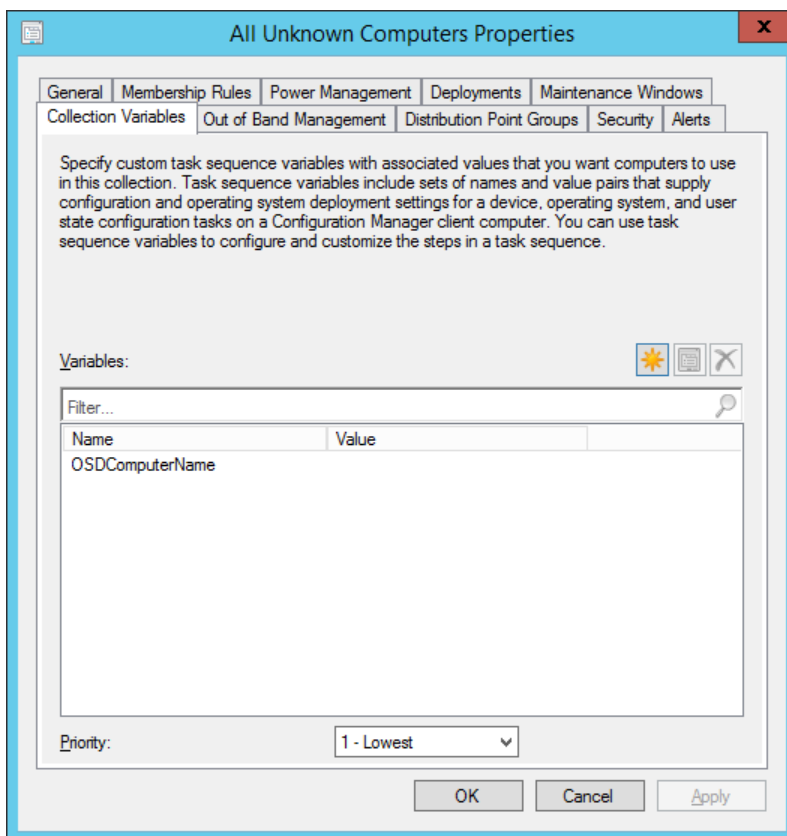 All Unknown Computers Properties
x
General Membership Rules Power Management Deployments Maintenance Windows
Collection Variables Out of Band Management Distribution Point Groups Security Alerts
Specify custom task sequence variables with associated values that you want computers to use
in this collection. Task sequence variables include sets of names and value pairs that supply
configuration and operating system deployment settings for a device, operating system, and user
state configuration tasks on a Configuration Manager client computer. You can use task
sequence variables to configure and customize the steps in a task sequence.
Variables:
Filter...
Name Value
OSDComputerName
Priority: 1 - Lowest
OK Cancel Apply